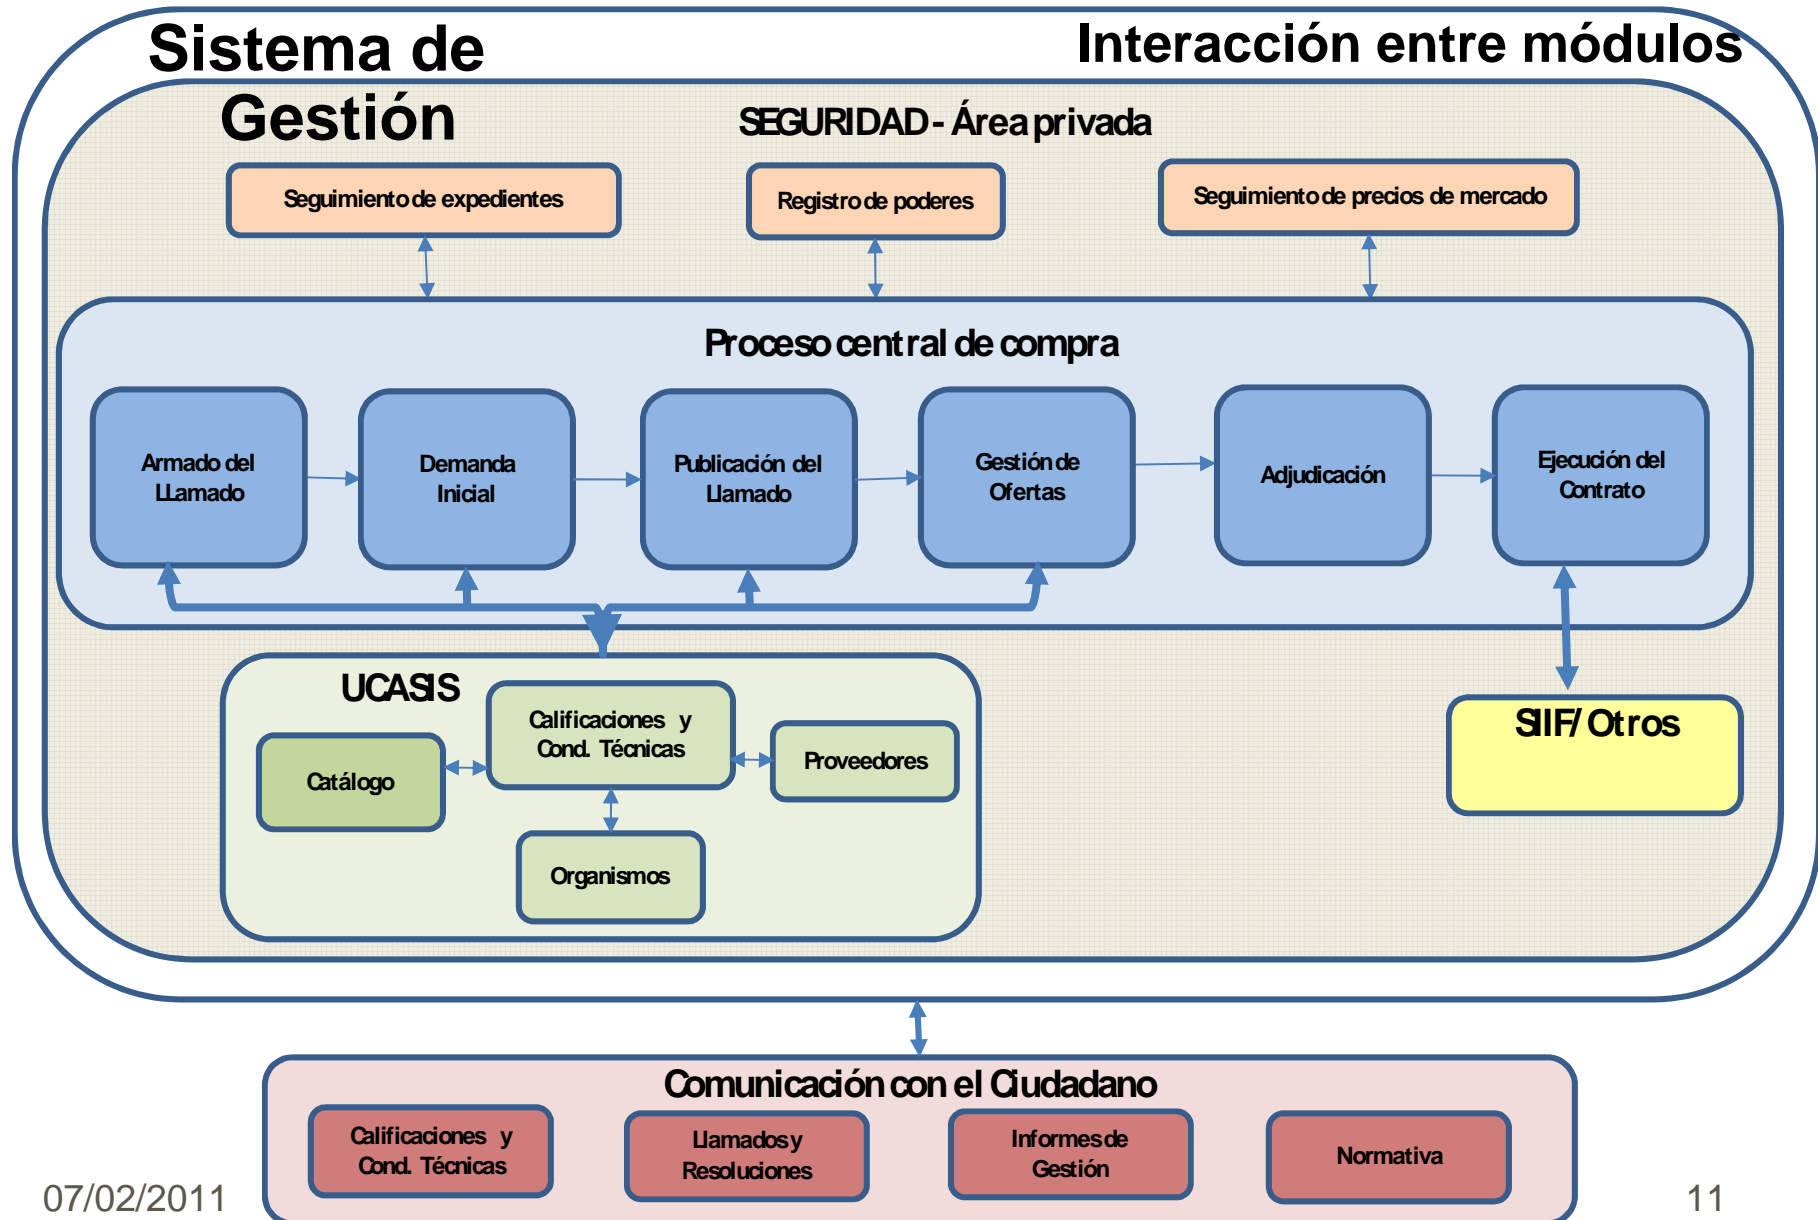 Sistema de
Gestión
Interacción entre módulos
SEGURIDAD - Área privada
Seguimiento de expedientes
Registro de poderes
Seguimiento de precios de mercado
Proceso central de compra
Armado del
LLamado
Demanda
Inicial
Publicación del
Llamado
Gestión de
Ofertas
Adjudicación
Ejecución del
Contrato
UCASIS
Calificaciones y
Cond. Técnicas
Catálogo
Proveedores
Organismos
SIIF/ Otros
Comunicación con el Ciudadano
Calificaciones y
Cond. Técnicas
Llamados y
Resoluciones
Informes de
Gestión
Normativa
07/02/2011
11